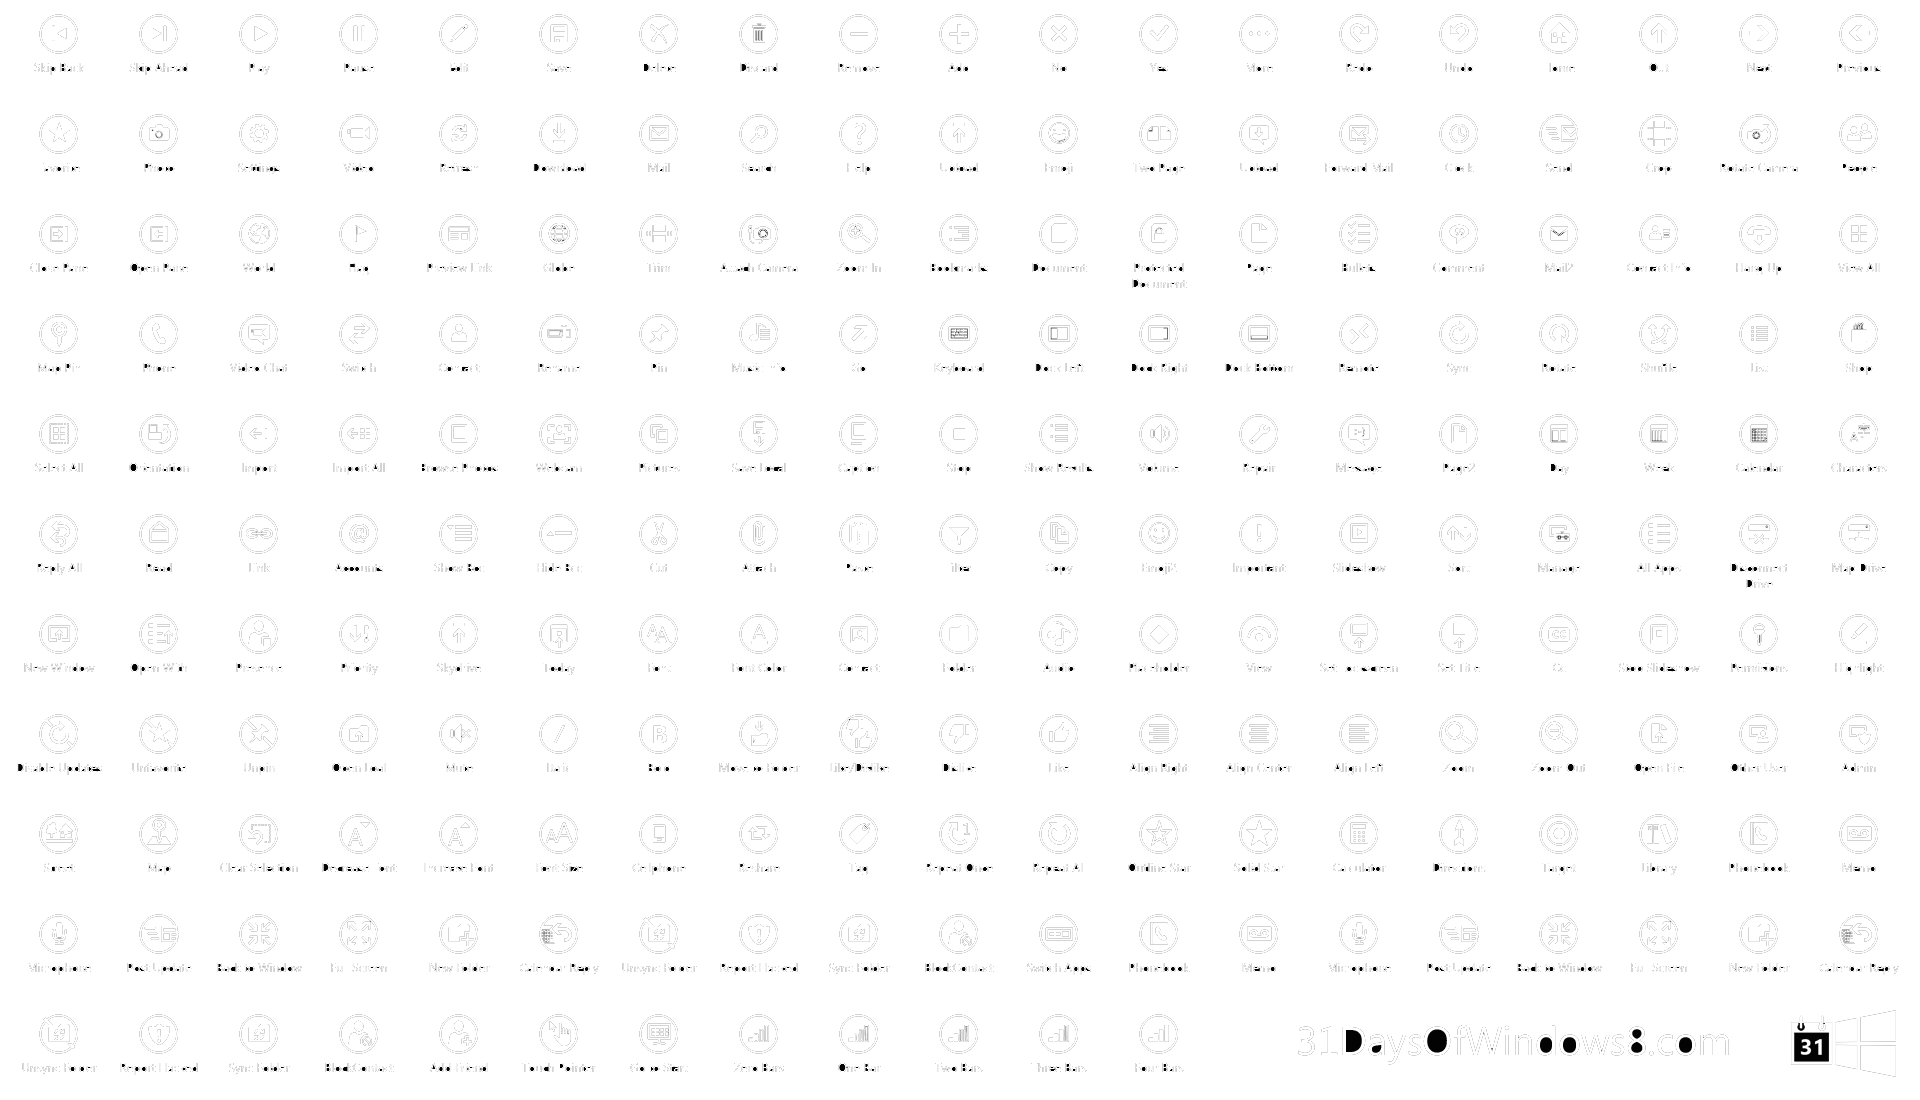 Skip Back Skip Ahead Play Pause Edit Save Delete Discard Remove Add No Yes More Redo Undo Home Out Next Previous
Favorite Photo Settings Video Refresh Download Mail Search Help Upload Emoji Two Page Upload Forward Mail Clock Send Crop Rotate Camera People
Close Pane Open Pane World Flag Preview Link Globe Trim Attach Camera Zoom In Bookmarks Document Protected Page Bullets Comment Mail2 Contact Info Hang Up View All
Document
Map Pin Phone Video Chat Switch Contact Rename Pin Music Info Go Keyboard Dock Left Dock Right Dock Bottom Remote Sync Rotate Shuffle List Shop
Select All Orientation Import Import All Browse Photos Webcam Pictures Save Local Caption Stop Show Results Volume Repair Message Page2 Day Week Calendar Characters
Reply All Read Link Accounts Show Bcc Hide Bcc Cut Attach Paste Filter Copy Emoji2 Important Slideshow Sort Manage All Apps Disconnect Map Drive
Drive
New Window Open With Presence Priority Skydrive Today Font Font Color Contact Folder Audio Placeholder View Set Lockscreen Set Title Cc Stop Slideshow Permissions Highlight
Disable Updates Unfavorite Unpin Open Local Mute Italic Bold Move to Folder Like/Dislike Dislike Like Align Right Align Center Align Left Zoom Zoom Out Open File Other User Admin
Street Map Clear Selection Decrease Font Increase Font Font Size Cellphone Reshare Tag Repeat Once Repeat All Outline Star Solid Star Calculator Directions Target Library Phonebook Memo
Microphone Post Update Back to Window Full Screen New Folder Calendar Reply Unsync Folder Report Hacked Sync Folder Block Contact Switch Apps Phonebook Memo Microphone Post Update Back to Window Full Screen New Folder Calendar Reply
Unsync Folder Report Hacked Sync Folder Block Contact Add Friend Touch Pointer Go to Start Zero Bars One Bar Two Bars Three Bars Four Bars
31DaysOfWindows8.com
31